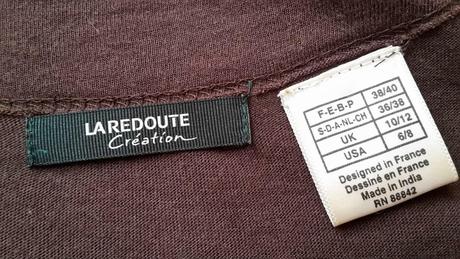 LA REDOUTE
Création
F-E-B-P 38/40
S-D-A-NL-CH 36/38
UK 10/12
USA 6/8
Designed in France
Dessiné en France
Made in India
RN 88842